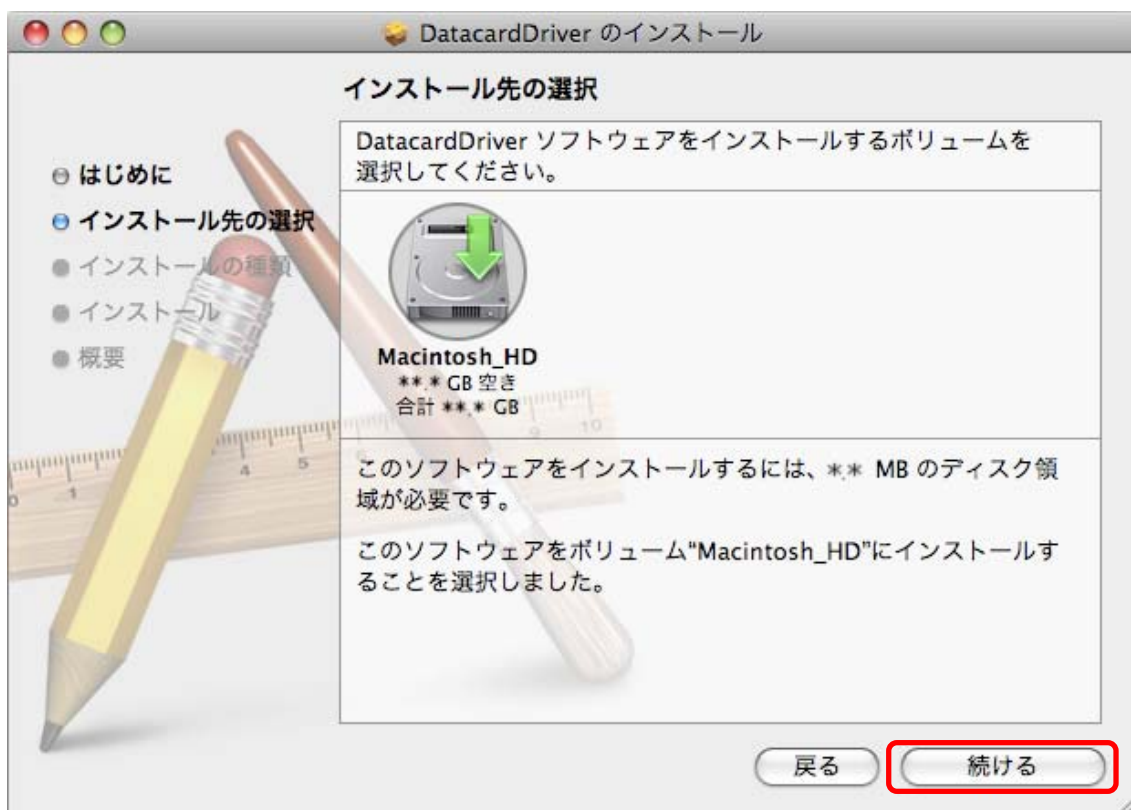 DatacardDriver のインストール
インストール先の選択
はじめに
インストール先の選択
インストールの種類
インストール
概要
DatacardDriver ソフトウェアをインストールするボリュームを
選択してください。
Macintosh_HD
**.* GB 空き
合計 **.* GB
このソフトウェアをインストールするには、*.* MB のディスク領
域が必要です。
このソフトウェアをボリューム“Macintosh_HD”にインストールす
ることを選択しました。
0 1 4 5 6 9 10
戻る
続ける